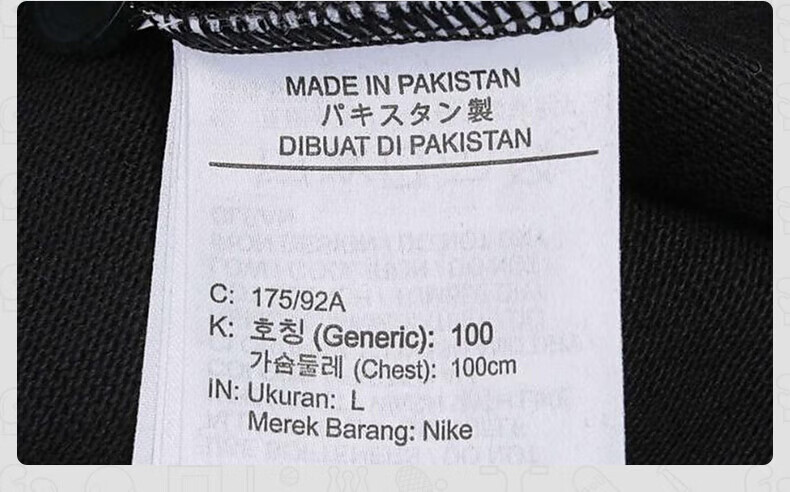 MADE IN PAKISTAN
パキスタン製
DIBUAT DI PAKISTAN
C: 175/92A
K: 호칭 (Generic): 100
가슴둘레 (Chest): 100cm
IN: Ukuran: L
Merek Barang: Nike